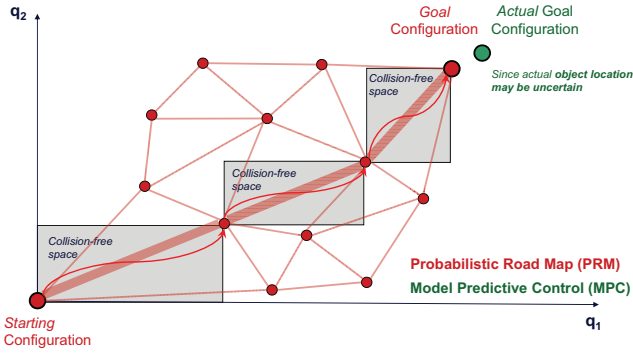 q2
Goal
Configuration
Actual Goal
Configuration
Since actual object location
may be uncertain
Collision-free
space
Collision-free
space
Collision-free
space
Probabilistic Road Map (PRM)
Model Predictive Control (MPC)
Starting
Configuration
q1